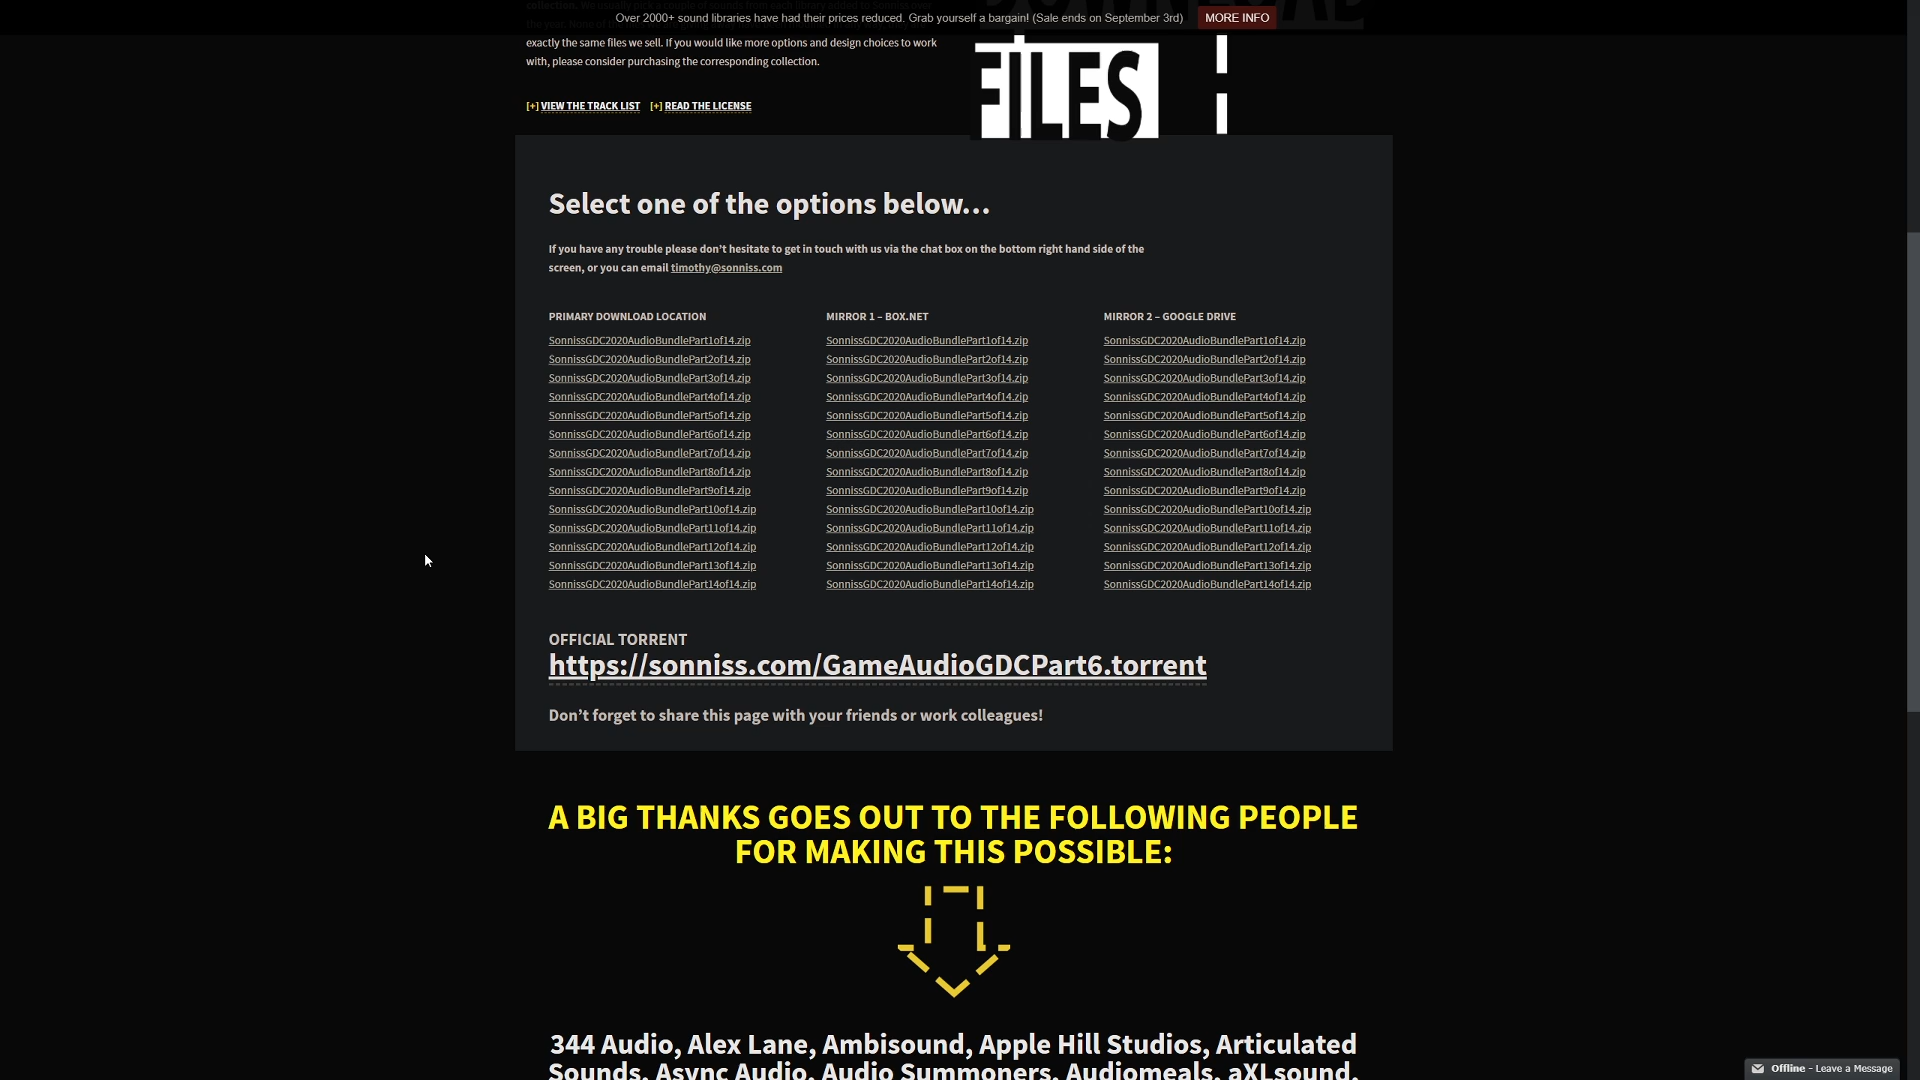 Over 2000+ sound libraries have had their prices reduced. Grab yourself a bargain! (Sale ends on September 3rd) MORE INFO
exactly the same files we sell. If you would like more options and design choices to work
with, please consider purchasing the corresponding collection.
FILES
[+] VIEW THE TRACK LIST [+] READ THE LICENSE
Select one of the options below...
If you have any trouble please don't hesitate to get in touch with us via the chat box on the bottom right hand side of the
screen, or you can email timothy@sonniss.com
PRIMARY DOWNLOAD LOCATION
SonnissGDC2020AudioBundlePart1of14.zip
SonnissGDC2020AudioBundlePart2of14.zip
SonnissGDC2020AudioBundlePart3of14.zip
SonnissGDC2020AudioBundlePart4of14.zip
SonnissGDC2020AudioBundlePart5of14.zip
SonnissGDC2020AudioBundlePart6of14.zip
SonnissGDC2020AudioBundlePart7of14.zip
SonnissGDC2020AudioBundlePart8of14.zip
SonnissGDC2020AudioBundlePart9of14.zip
SonnissGDC2020AudioBundlePart10of14.zip
SonnissGDC2020AudioBundlePart11of14.zip
SonnissGDC2020AudioBundlePart12of14.zip
SonnissGDC2020AudioBundlePart13of14.zip
SonnissGDC2020AudioBundlePart14of14.zip
MIRROR 1 – BOX.NET
SonnissGDC2020AudioBundlePart1of14.zip
SonnissGDC2020AudioBundlePart2of14.zip
SonnissGDC2020AudioBundlePart3of14.zip
SonnissGDC2020AudioBundlePart4of14.zip
SonnissGDC2020AudioBundlePart5of14.zip
SonnissGDC2020AudioBundlePart6of14.zip
SonnissGDC2020AudioBundlePart7of14.zip
SonnissGDC2020AudioBundlePart8of14.zip
SonnissGDC2020AudioBundlePart9of14.zip
SonnissGDC2020AudioBundlePart10of14.zip
SonnissGDC2020AudioBundlePart11of14.zip
SonnissGDC2020AudioBundlePart12of14.zip
SonnissGDC2020AudioBundlePart13of14.zip
SonnissGDC2020AudioBundlePart14of14.zip
MIRROR 2 – GOOGLE DRIVE
SonnissGDC2020AudioBundlePart1of14.zip
SonnissGDC2020AudioBundlePart2of14.zip
SonnissGDC2020AudioBundlePart3of14.zip
SonnissGDC2020AudioBundlePart4of14.zip
SonnissGDC2020AudioBundlePart5of14.zip
SonnissGDC2020AudioBundlePart6of14.zip
SonnissGDC2020AudioBundlePart7of14.zip
SonnissGDC2020AudioBundlePart8of14.zip
SonnissGDC2020AudioBundlePart9of14.zip
SonnissGDC2020AudioBundlePart10of14.zip
SonnissGDC2020AudioBundlePart11of14.zip
SonnissGDC2020AudioBundlePart12of14.zip
SonnissGDC2020AudioBundlePart13of14.zip
SonnissGDC2020AudioBundlePart14of14.zip
OFFICIAL TORRENT
https://sonniss.com/GameAudioGDCPart6.torrent
Don't forget to share this page with your friends or work colleagues!
A BIG THANKS GOES OUT TO THE FOLLOWING PEOPLE
FOR MAKING THIS POSSIBLE:
344 Audio, Alex Lane, Ambisound, Apple Hill Studios, Articulated
Sounds, Async Audio, Audio Summoners, Audiomeals, aXLsound,
Offline - Leave a Message